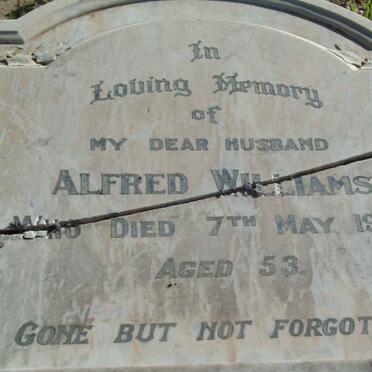 In
Loving Memory
of
MY DEAR HUSBAND
ALFRED WILLIAMS
WHO DIED 7TH MAY 19
AGED 53.
GONE BUT NOT FORGOT